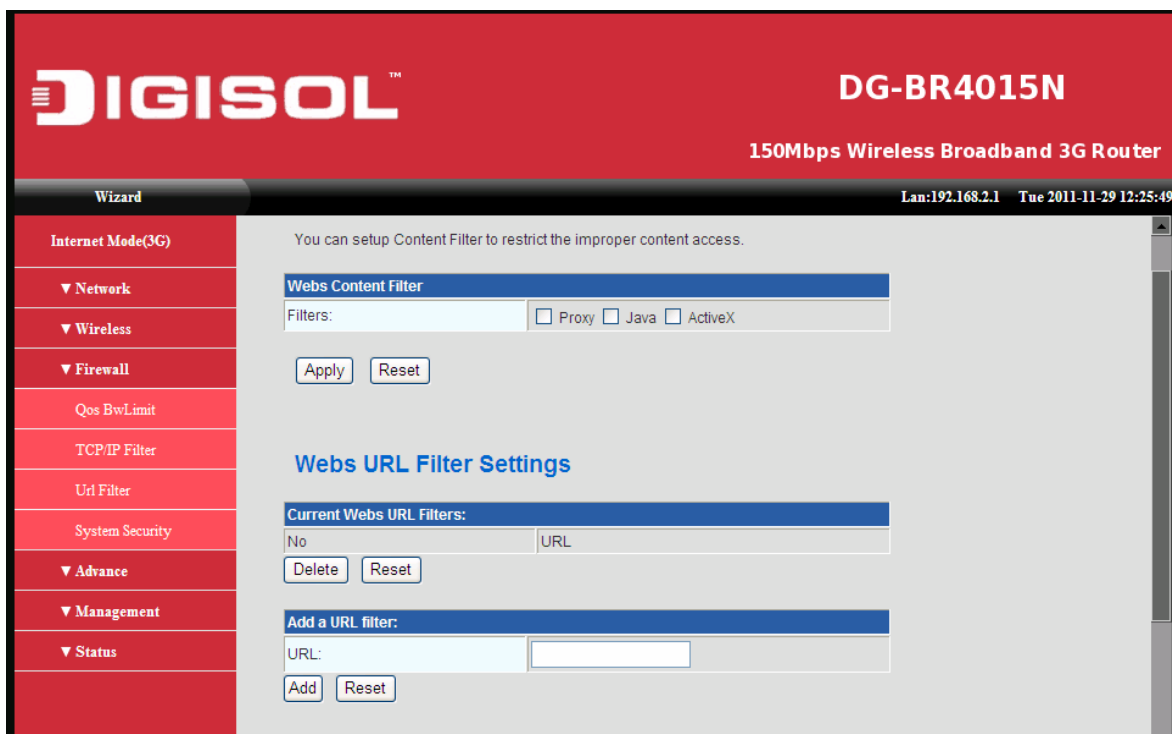 DIGISOL™
DG-BR4015N
150Mbps Wireless Broadband 3G Router
Wizard
Lan:192.168.2.1 Tue 2011-11-29 12:25:49
Internet Mode(3G)
▼ Network
▼ Wireless
▼ Firewall
Qos BwLimit
TCP/IP Filter
Url Filter
System Security
▼ Advance
▼ Management
▼ Status
You can setup Content Filter to restrict the improper content access.
Webs Content Filter
Filters: Proxy Java ActiveX
Apply Reset
Webs URL Filter Settings
Current Webs URL Filters:
No URL
Delete Reset
Add a URL filter:
URL:
Add Reset